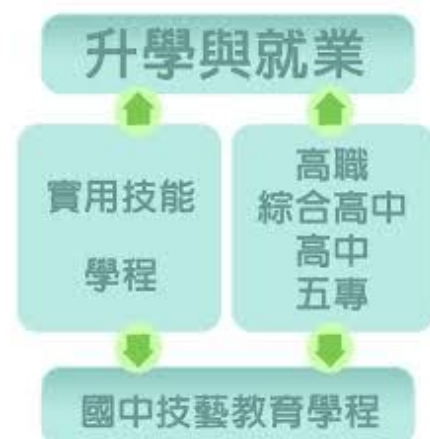 升學與就業
實用技能
學程
高職
綜合高中
高中
五專
國中技藝教育學程